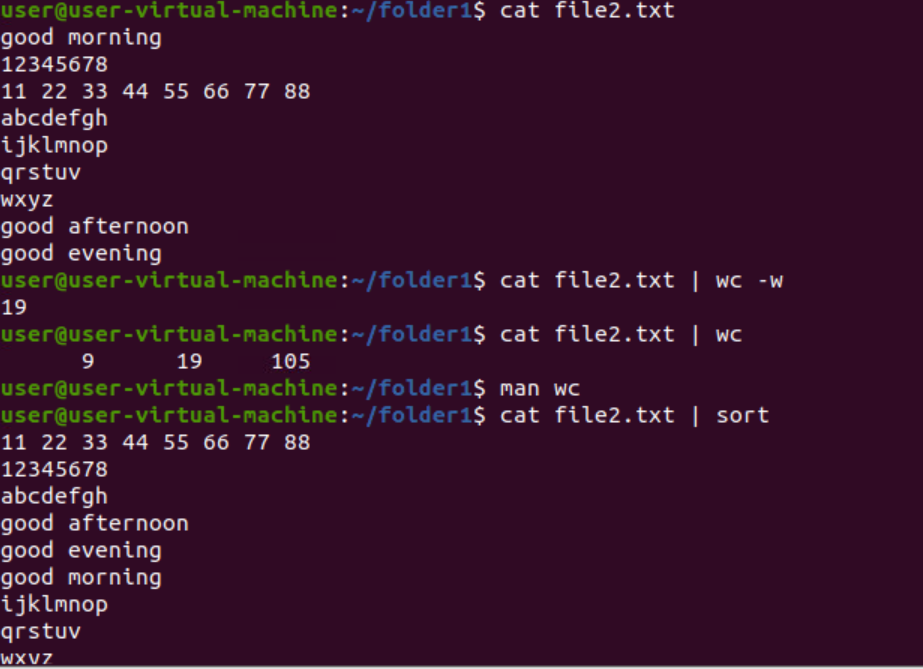 user@user-virtual-machine:~/folder1$ cat file2.txt
good morning
12345678
11 22 33 44 55 66 77 88
abcdefgh
ijklmnop
qrstuv
wxyz
good afternoon
good evening
user@user-virtual-machine:~/folder1$ cat file2.txt | wc -w
19
user@user-virtual-machine:~/folder1$ cat file2.txt | wc
      9      19     105
user@user-virtual-machine:~/folder1$ man wc
user@user-virtual-machine:~/folder1$ cat file2.txt | sort
11 22 33 44 55 66 77 88
12345678
abcdefgh
good afternoon
good evening
good morning
ijklmnop
qrstuv
wxyz